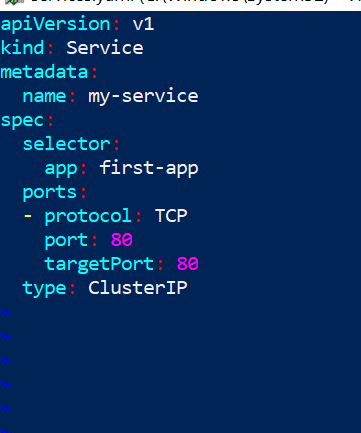 apiVersion: v1
kind: Service
metadata:
  name: my-service
spec:
  selector:
    app: first-app
  ports:
  - protocol: TCP
    port: 80
    targetPort: 80
  type: ClusterIP
~
~
~
~
~